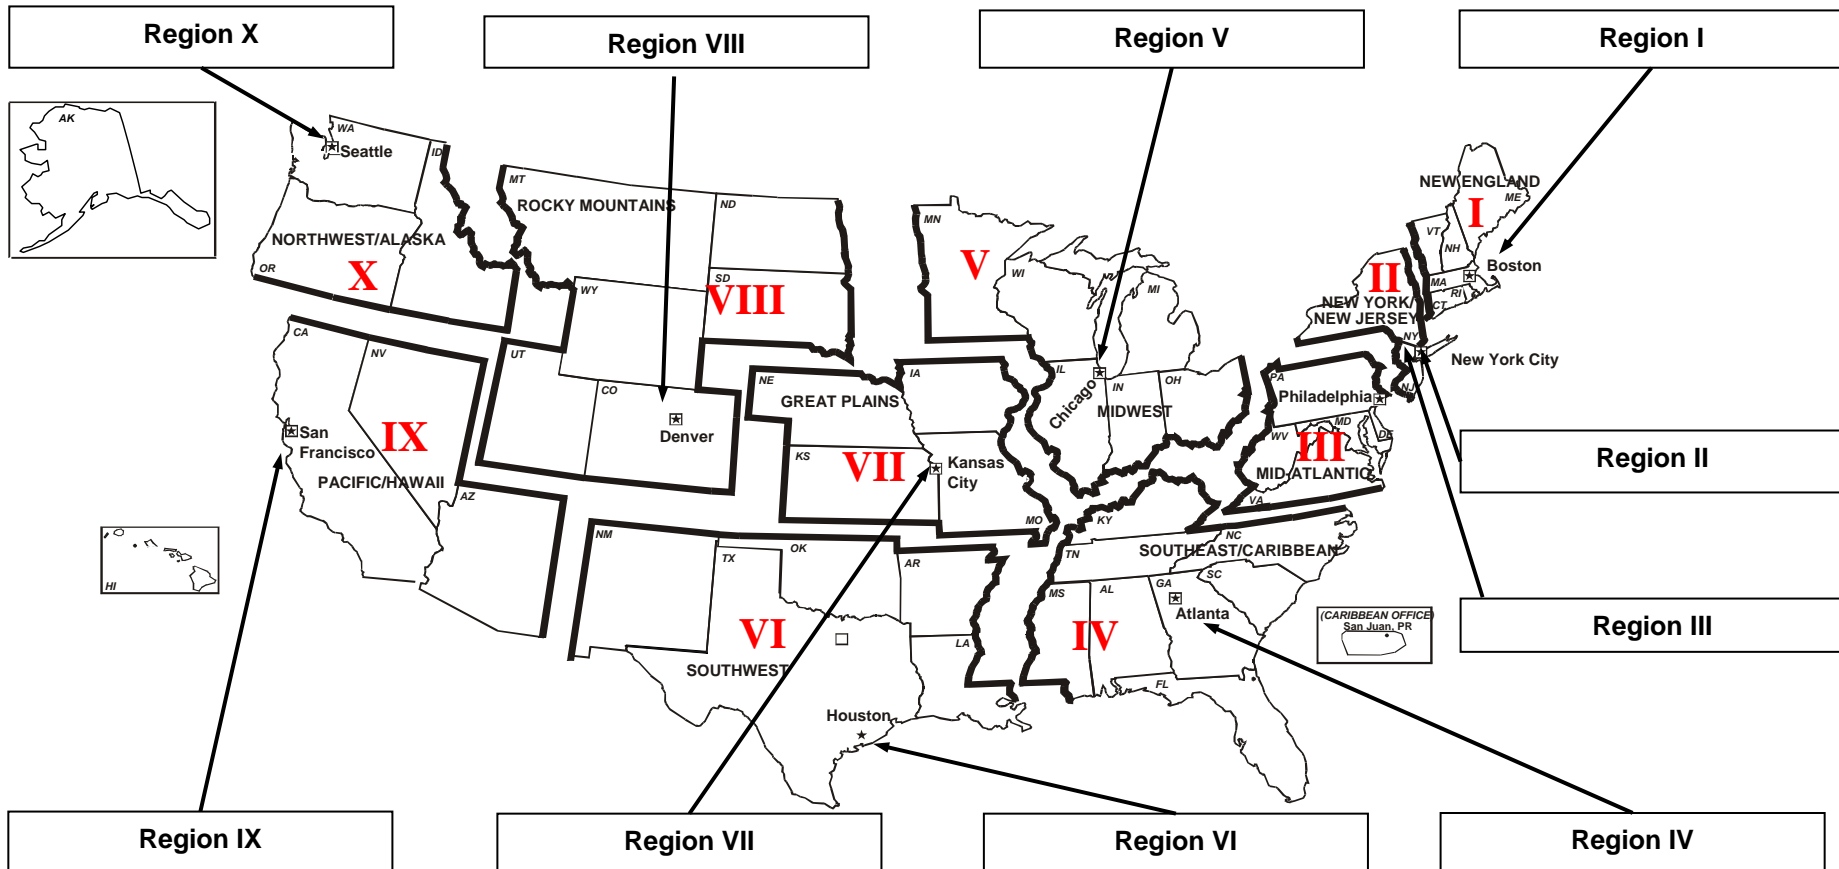 Region X
Region VIII
Region V
Region I
AK
WA
Seattle
ID
MT
ROCKY MOUNTAINS
ND
MN
NEW ENGLAND
ME
I
VT
NH
NORTHWEST/ALASKA
OR
X
WY
SD
VIII
V
WI
MI
II
NEW YORK/
NEW JERSEY
MA
RI
CT
Boston
CA
NV
UT
CO
NE
IA
IL
IN
OH
PA
NY
NJ
New York City
GREAT PLAINS
Chicago
MIDWEST
Philadelphia
San
Francisco
IX
PACIFIC/HAWAII
AZ
Denver
KS
VII
Kansas
City
MO
WV
MD
DE
III
MID-ATLANTIC
VA
Region II
HI
NM
TX
OK
AR
KY
TN
NC
SOUTHEAST/CARIBBEAN
SC
MS
AL
GA
Atlanta
(CARIBBEAN OFFICE)
San Juan, PR
Region III
VI
SOUTHWEST
LA
IV
FL
Houston
Region IX
Region VII
Region VI
Region IV